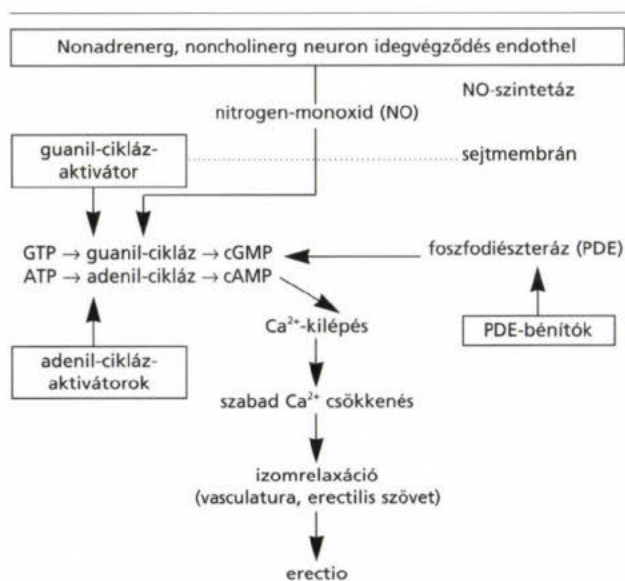 Nonadrenerg, noncholinerg neuron idegvégződés endothel
NO-szintetáz
nitrogen-monoxid (NO)
guanil-cikláz-
aktivátor
sejtmembrán
GTP → guanil-cikláz → cGMP
foszfodiészteráz (PDE)
ATP → adenil-cikláz → cAMP
Ca²⁺-kilépés
PDE-bénítók
adenil-cikláz-
aktivátorok
szabad Ca²⁺ csökkenés
izomrelaxáció
(vasculatura, erectilis szövet)
erectio